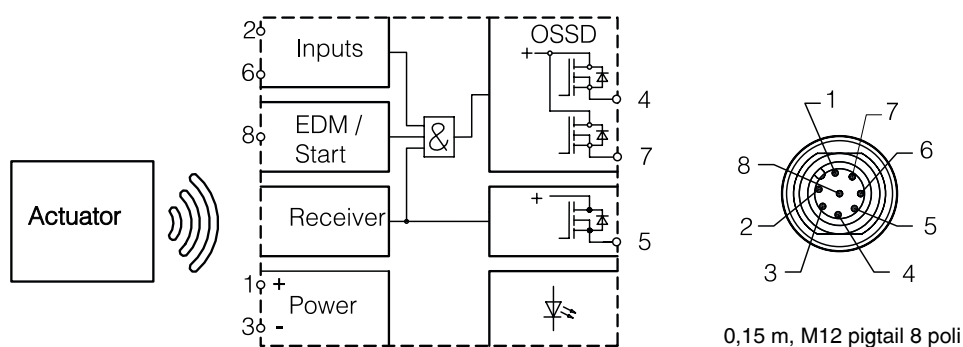 2
Inputs
6
OSSD
+
4
8
EDM /
Start
&
7
Actuator
Receiver
+
5
1
+
Power
3
-
1
7
8
6
2
5
3
4
0,15 m, M12 pigtail 8 poli